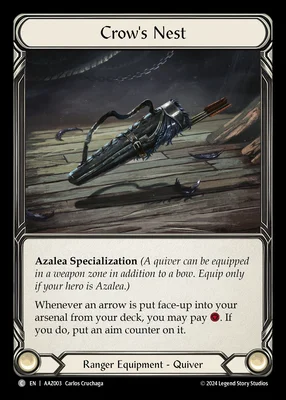 Crow's Nest
Azalea Specialization (A quiver can be equipped
in a weapon zone in addition to a bow. Equip only
if your hero is Azalea.)
Whenever an arrow is put face-up into your
arsenal from your deck, you may pay . If
you do, put an aim counter on it.
Ranger Equipment - Quiver
C EN | AAZ003 Carlos Cruchaga
© 2024 Legend Story Studios